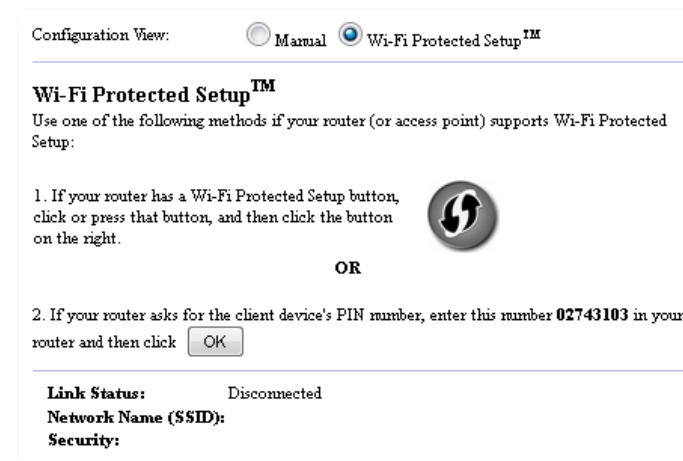 Configuration View: Manual Wi-Fi Protected Setup™
Wi-Fi Protected Setup™
Use one of the following methods if your router (or access point) supports Wi-Fi Protected
Setup:
1. If your router has a Wi-Fi Protected Setup button,
click or press that button, and then click the button
on the right.
OR
2. If your router asks for the client device's PIN number, enter this number 02743103 in your
router and then click OK
Link Status: Disconnected
Network Name (SSID):
Security: